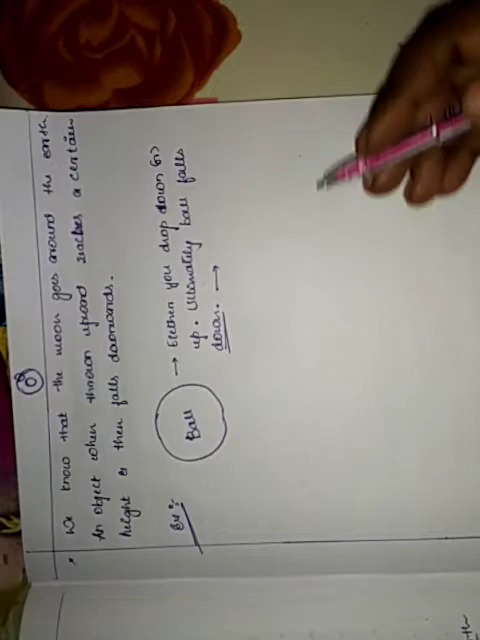 * We know that the moon goes around the earth.
An object when thrown upward reaches a certain
height & then falls downwards.
Ex:-
Ball
→ Either you drop down (or)
up. Ultimately ball falls
down. →